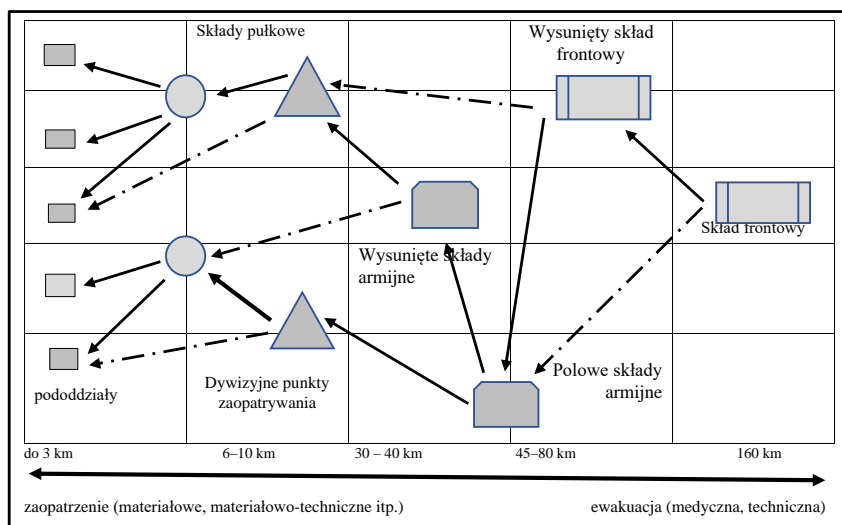 Składy pułkowe
Wysunięty skład
frontowy
Skład frontowy
Wysunięte składy
armijne
Polowe składy
armijne
Dywizyjne punkty
zaopatrywania
pododdziały
do 3 km
6–10 km
30 – 40 km
45–80 km
160 km
zaopatrzenie (materiałowe, materiałowo-techniczne itp.)
ewakuacja (medyczna, techniczna)